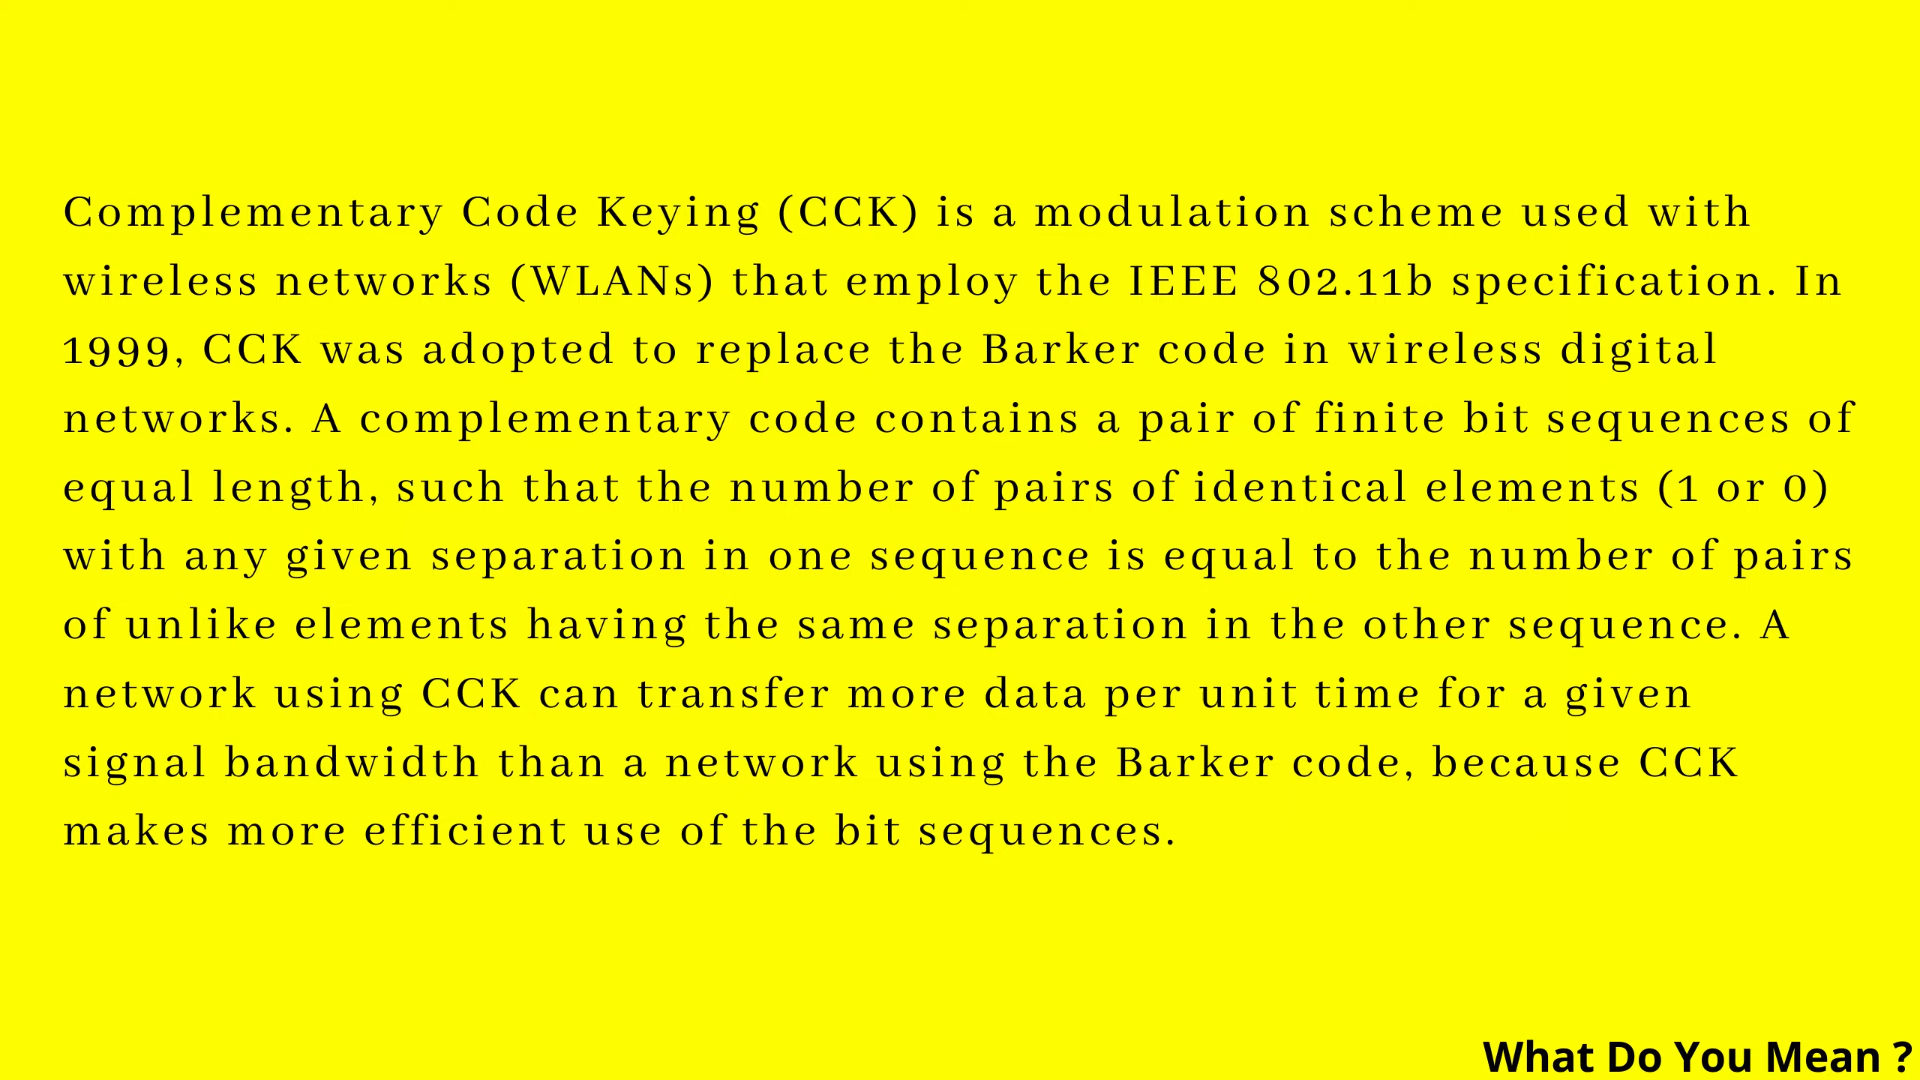 Complementary Code Keying (CCK) is a modulation scheme used with
wireless networks (WLANs) that employ the IEEE 802.11b specification. In
1999, CCK was adopted to replace the Barker code in wireless digital
networks. A complementary code contains a pair of finite bit sequences of
equal length, such that the number of pairs of identical elements (1 or 0)
with any given separation in one sequence is equal to the number of pairs
of unlike elements having the same separation in the other sequence. A
network using CCK can transfer more data per unit time for a given
signal bandwidth than a network using the Barker code, because CCK
makes more efficient use of the bit sequences.
What Do You Mean ?